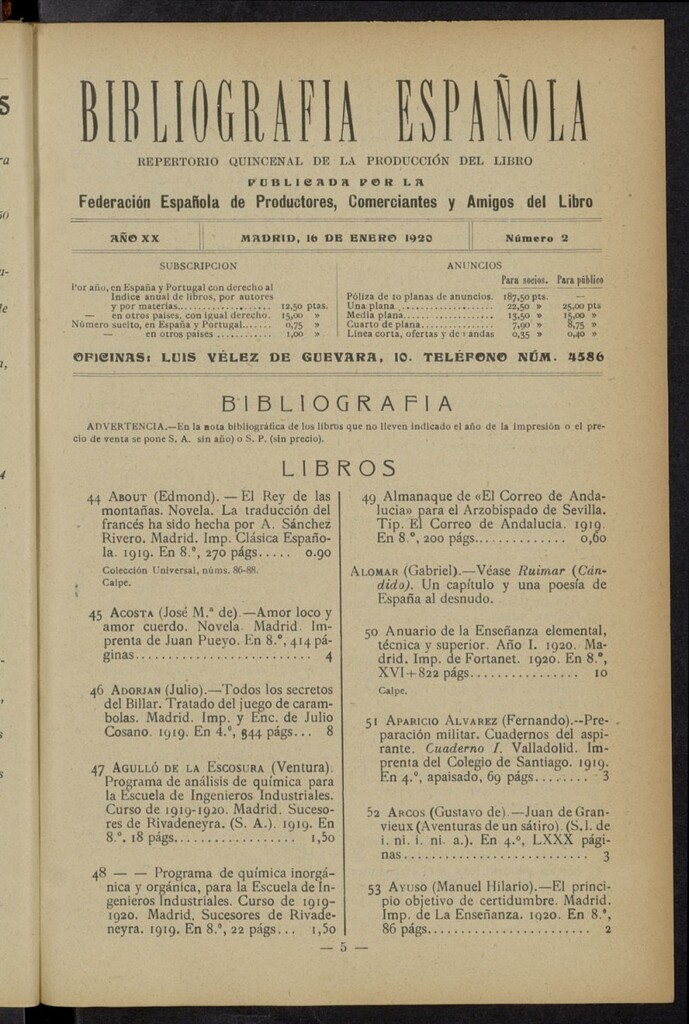 BIBLIOGRAFIA ESPAÑOLA
REPERTORIO QUINCENAL DE LA PRODUCCIÓN DEL LIBRO
PUBLICADA POR LA
Federación Española de Productores, Comerciantes y Amigos del Libro
AÑO XX
MADRID, 16 DE ENERO 1920
Número 2
SUBSCRIPCION
Por año, en España y Portugal con derecho al
Indice anual de libros, por autores
y por materias.................... 12,50 ptas.
— en otros paises, con igual derecho. 15,00 »
Número suelto, en España y Portugal...... 0,75 »
— en otros paises ............ 1,00 »
ANUNCIOS
Para socios. Para público
Póliza de 10 planas de anuncios. 187,50 pts. —
Una plana...................... 22,50 » 25,00 pts
Media plana.................... 13,50 » 15,00 »
Cuarto de plana................ 7,90 » 8,75 »
Línea corta, ofertas y de andas 0,35 » 0,40 »
OFICINAS: LUIS VÉLEZ DE GUEVARA, 10. TELÉFONO NÚM. 4586
BIBLIOGRAFIA
ADVERTENCIA.—En la nota bibliográfica de los libros que no lleven indicado el año de la impresión o el pre-
cio de venta se pone S. A. sin año) o S. P. (sin precio).
LIBROS
44 ABOUT (Edmond). — El Rey de las
montañas. Novela. La traducción del
francés ha sido hecha por A. Sánchez
Rivero. Madrid. Imp. Clásica Españo-
la. 1919. En 8.º, 270 págs..... 0.90
Colección Universal, núms. 86-88.
Calpe.
45 ACOSTA (José M.ª de).—Amor loco y
amor cuerdo. Novela. Madrid. Im-
prenta de Juan Pueyo. En 8.º, 414 pá-
ginas........................ 4
46 ADORJAN (Julio).—Todos los secretos
del Billar. Tratado del juego de caram-
bolas. Madrid. Imp. y Enc. de Julio
Cosano. 1919. En 4.º, 344 págs... 8
47 AGULLÓ DE LA ESCOSURA (Ventura).
Programa de análisis de química para
la Escuela de Ingenieros Industriales.
Curso de 1919-1920. Madrid. Suceso-
res de Rivadeneyra. (S. A.). 1919. En
8.º. 18 págs.................. 1,50
48 — — Programa de química inorgá-
nica y orgánica, para la Escuela de In-
genieros Industriales. Curso de 1919-
1920. Madrid. Sucesores de Rivade-
neyra. 1919. En 8.º, 22 págs... 1,50
49 Almanaque de «El Correo de Anda-
lucia» para el Arzobispado de Sevilla.
Tip. El Correo de Andalucia. 1919.
En 8.º, 200 págs............. 0,60
ALOMAR (Gabriel).—Véase Ruimar (Cán-
dido). Un capítulo y una poesía de
España al desnudo.
50 Anuario de la Enseñanza elemental,
técnica y superior. Año I. 1920. Ma-
drid. Imp. de Fortanet. 1920. En 8.º,
XVI+822 págs............... 10
Calpe.
51 APARICIO ALVAREZ (Fernando).--Pre-
paración militar. Cuadernos del aspi-
rante. Cuaderno I. Valladolid. Im-
prenta del Colegio de Santiago. 1919.
En 4.º, apaisado, 69 págs........ 3
52 ARCOS (Gustavo de).—Juan de Gran-
vieux (Aventuras de un sátiro). (S. l. de
i. ni. i. ni. a.). En 4.º, LXXX pági-
nas......................... 3
53 AYUSO (Manuel Hilario).—El princi-
pio objetivo de certidumbre. Madrid.
Imp. de La Enseñanza. 1920. En 8.º,
86 págs...................... 2
— 5 —